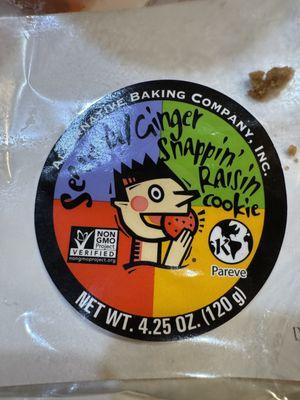 ALTERNATIVE BAKING COMPANY, INC.
Ginger
Snappin'
RAISIN
cookie
NON
GMO
Project
VERIFIED
nongmoproject.org
K
Pareve
NET WT. 4.25 OZ. (120 g)